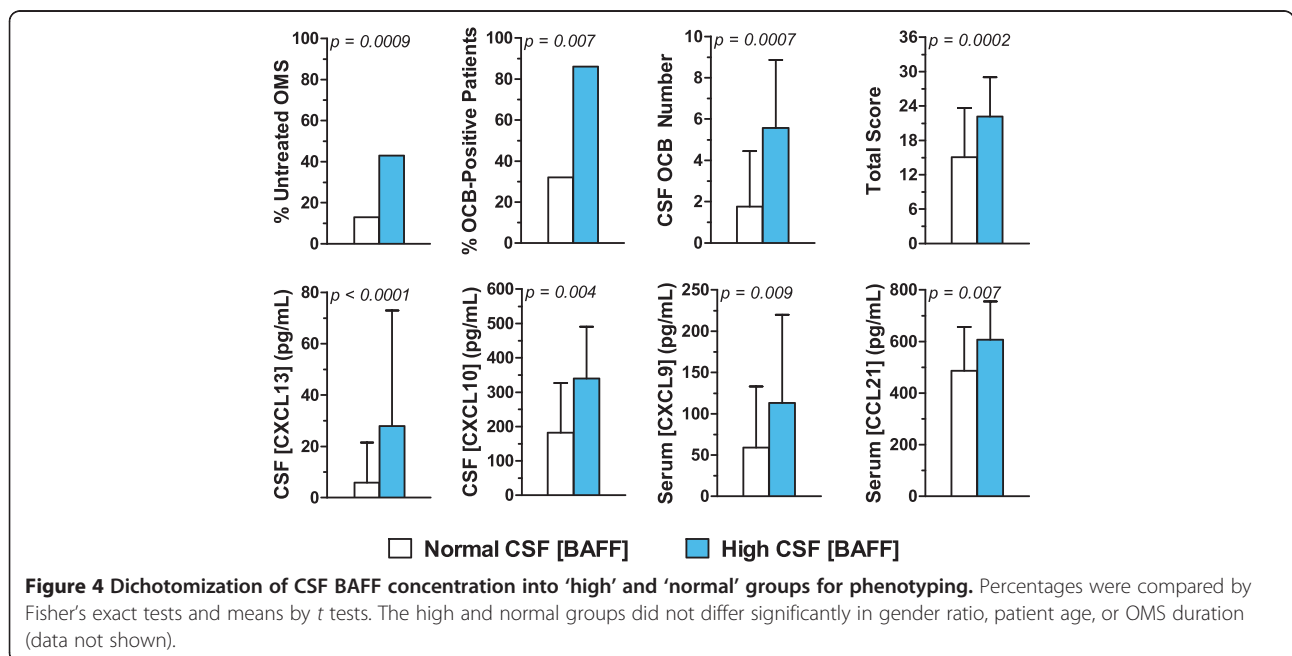 p = 0.0009
% Untreated OMS
100
80
60
40
20
0
p = 0.007
% OCB-Positive Patients
100
80
60
40
20
0
p = 0.0007
CSF OCB Number
10
8
6
4
2
0
p = 0.0002
Total Score
36
30
24
18
12
6
0
p < 0.0001
CSF [CXCL13] (pg/mL)
80
60
40
20
0
p = 0.004
CSF [CXCL10] (pg/mL)
600
500
400
300
200
100
0
p = 0.009
Serum [CXCL9] (pg/mL)
250
200
150
100
50
0
p = 0.007
Serum [CCL21] (pg/mL)
800
600
400
200
0
Normal CSF [BAFF]
High CSF [BAFF]
Figure 4 Dichotomization of CSF BAFF concentration into ‘high’ and ‘normal’ groups for phenotyping. Percentages were compared by
Fisher’s exact tests and means by t tests. The high and normal groups did not differ significantly in gender ratio, patient age, or OMS duration
(data not shown).